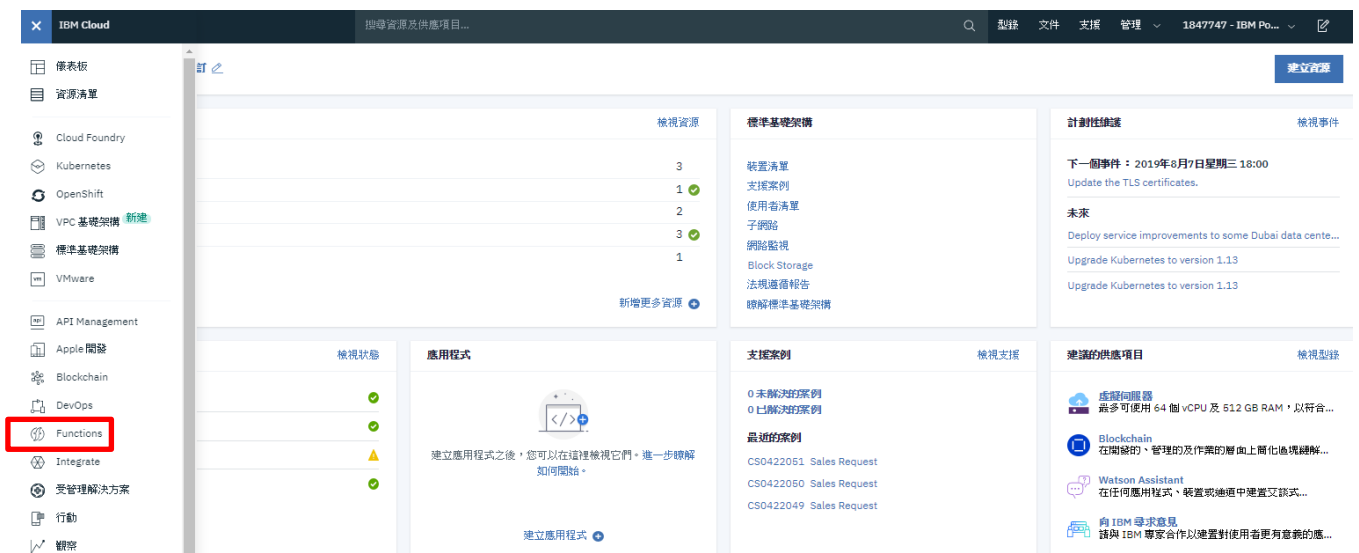 IBM Cloud
搜尋資源及供應項目...
型錄
文件
支援
管理
1847747 - IBM Po...
儀表板
資源清單
Cloud Foundry
Kubernetes
OpenShift
VPC 基礎架構 新建
標準基礎架構
VMware
API Management
Apple 開發
Blockchain
DevOps
Functions
Integrate
受管理解決方案
行動
觀察
訂
建立資源
檢視資源
3
1
2
3
1
新增更多資源
標準基礎架構
裝置清單
支援案例
使用者清單
子網路
網路監視
Block Storage
法規遵循報告
瞭解標準基礎架構
計劃性維護
檢視事件
下一個事件：2019年8月7日星期三 18:00
Update the TLS certificates.
未來
Deploy service improvements to some Dubai data cente...
Upgrade Kubernetes to version 1.13
Upgrade Kubernetes to version 1.13
檢視狀態
應用程式
</>
建立應用程式之後，您可以在這裡檢視它們。進一步瞭解
如何開始。
建立應用程式
支援案例
檢視支援
0 未解決的案例
0 已解決的案例
最近的案例
CS0422051 Sales Request
CS0422050 Sales Request
CS0422049 Sales Request
建議的供應項目
檢視型錄
虛擬伺服器
最多可使用 64 個 vCPU 及 512 GB RAM，以符合...
Blockchain
在開發的、管理的及作業的層面上簡化區塊鏈解...
Watson Assistant
在任何應用程式、裝置或通道中建置交談式...
向 IBM 尋求意見
請與 IBM 專家合作以建置對使用者更有意義的應...